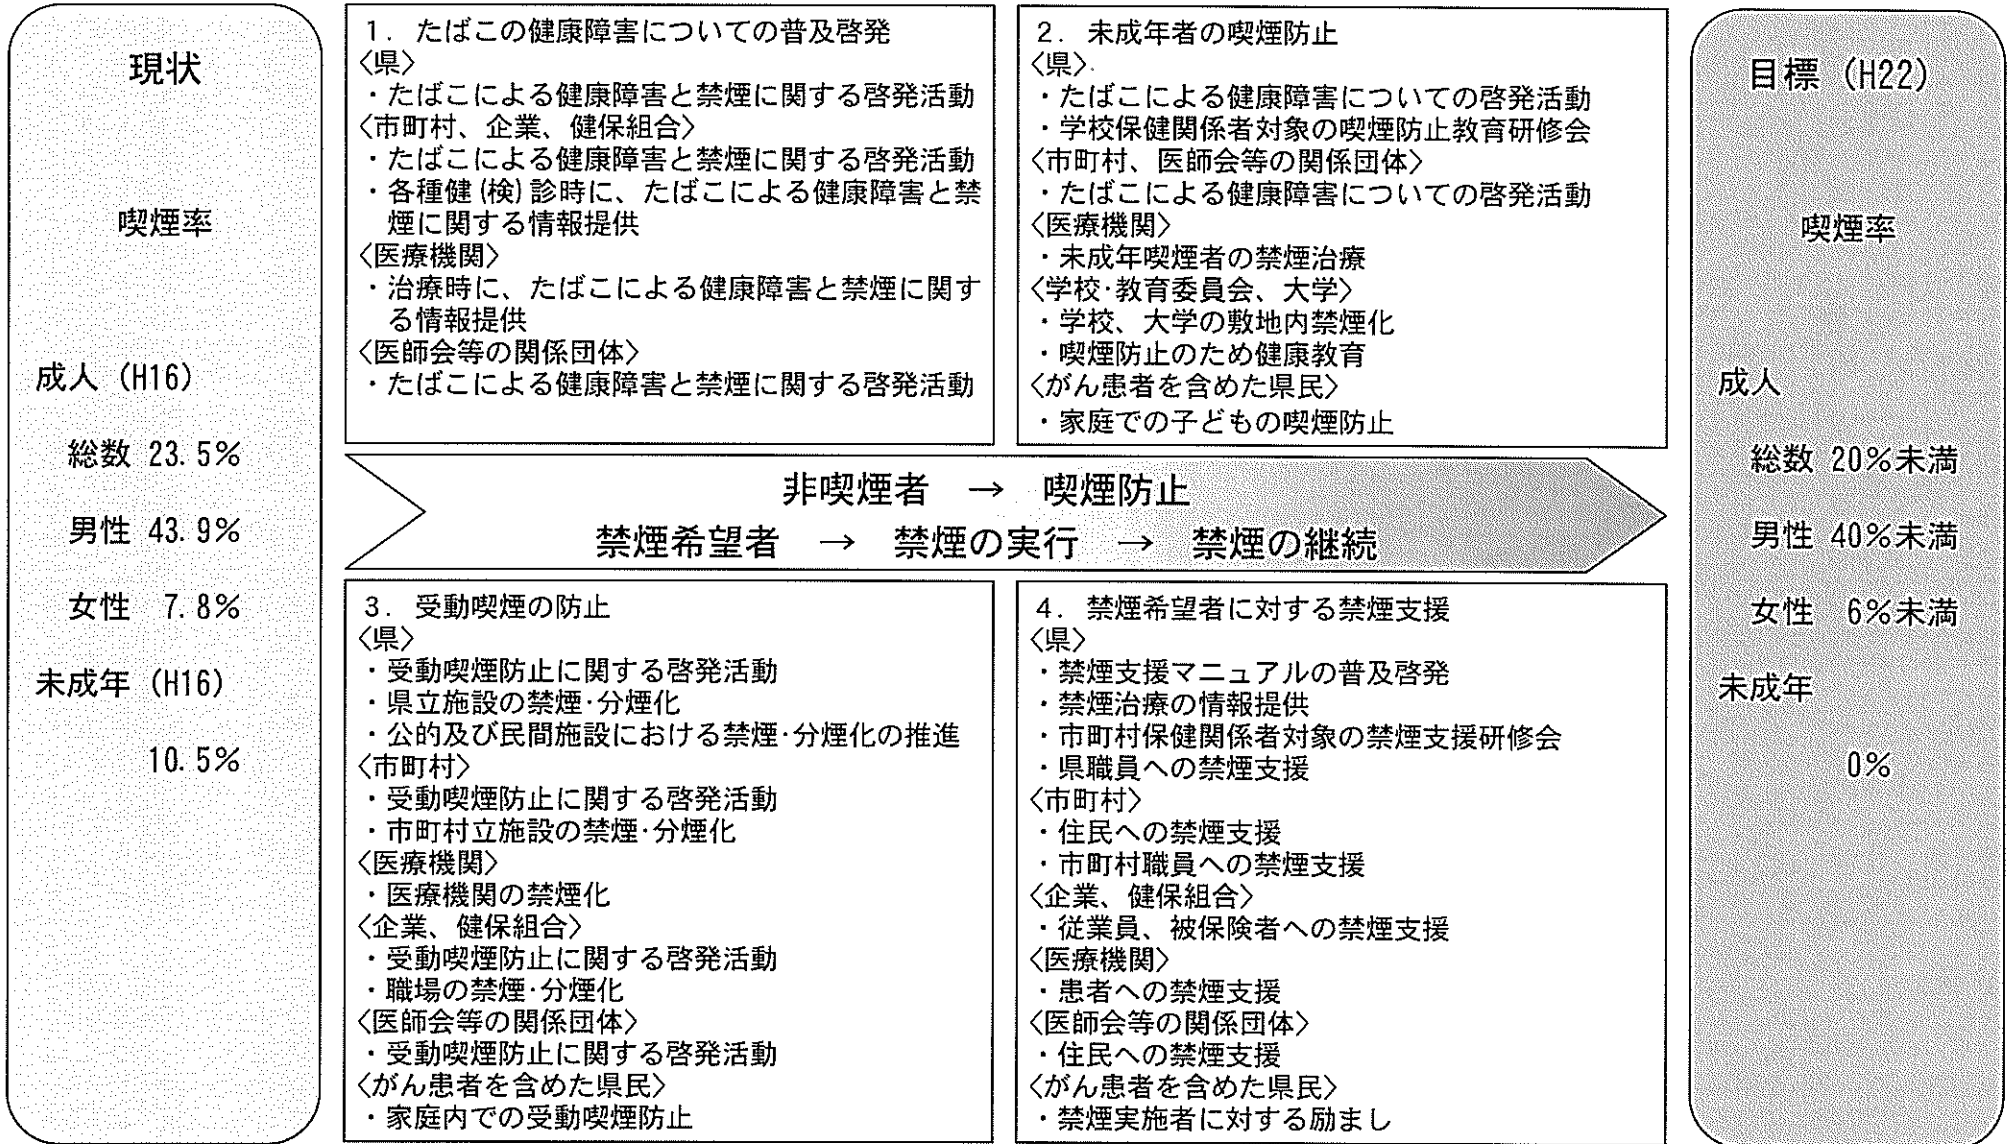 現状
喫煙率
成人（H16）
総数 23.5%
男性 43.9%
女性 7.8%
未成年（H16）
10.5%
1．たばこの健康障害についての普及啓発
〈県〉
・たばこによる健康障害と禁煙に関する啓発活動
〈市町村、企業、健保組合〉
・たばこによる健康障害と禁煙に関する啓発活動
・各種健(検)診時に、たばこによる健康障害と禁
煙に関する情報提供
〈医療機関〉
・治療時に、たばこによる健康障害と禁煙に関す
る情報提供
〈医師会等の関係団体〉
・たばこによる健康障害と禁煙に関する啓発活動
2．未成年者の喫煙防止
〈県〉
・たばこによる健康障害についての啓発活動
・学校保健関係者対象の喫煙防止教育研修会
〈市町村、医師会等の関係団体〉
・たばこによる健康障害についての啓発活動
〈医療機関〉
・未成年喫煙者の禁煙治療
〈学校･教育委員会、大学〉
・学校、大学の敷地内禁煙化
・喫煙防止のため健康教育
〈がん患者を含めた県民〉
・家庭での子どもの喫煙防止
非喫煙者 → 喫煙防止
禁煙希望者 → 禁煙の実行 → 禁煙の継続
3．受動喫煙の防止
〈県〉
・受動喫煙防止に関する啓発活動
・県立施設の禁煙･分煙化
・公的及び民間施設における禁煙･分煙化の推進
〈市町村〉
・受動喫煙防止に関する啓発活動
・市町村立施設の禁煙･分煙化
〈医療機関〉
・医療機関の禁煙化
〈企業、健保組合〉
・受動喫煙防止に関する啓発活動
・職場の禁煙･分煙化
〈医師会等の関係団体〉
・受動喫煙防止に関する啓発活動
〈がん患者を含めた県民〉
・家庭内での受動喫煙防止
4．禁煙希望者に対する禁煙支援
〈県〉
・禁煙支援マニュアルの普及啓発
・禁煙治療の情報提供
・市町村保健関係者対象の禁煙支援研修会
・県職員への禁煙支援
〈市町村〉
・住民への禁煙支援
・市町村職員への禁煙支援
〈企業、健保組合〉
・従業員、被保険者への禁煙支援
〈医療機関〉
・患者への禁煙支援
〈医師会等の関係団体〉
・住民への禁煙支援
〈がん患者を含めた県民〉
・禁煙実施者に対する励まし
目標（H22）
喫煙率
成人
総数 20%未満
男性 40%未満
女性 6%未満
未成年
0%